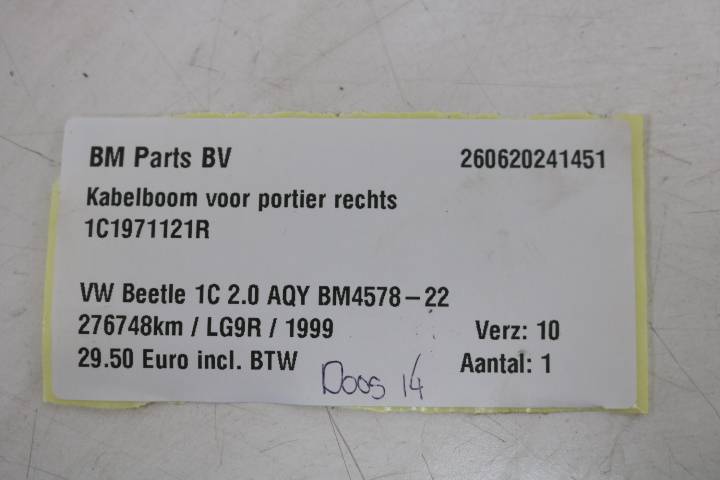 BM Parts BV 260620241451
Kabelboom voor portier rechts
1C1971121R
VW Beetle 1C 2.0 AQY BM4578-22
276748km / LG9R / 1999 Verz: 10
29.50 Euro incl. BTW Aantal: 1
Doos 14